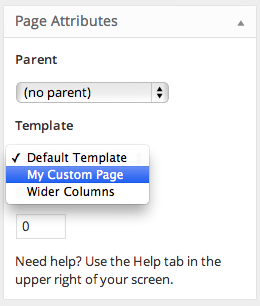 Page Attributes
Parent
(no parent)
Template
✓ Default Template
My Custom Page
Wider Columns
0
Need help? Use the Help tab in the
upper right of your screen.